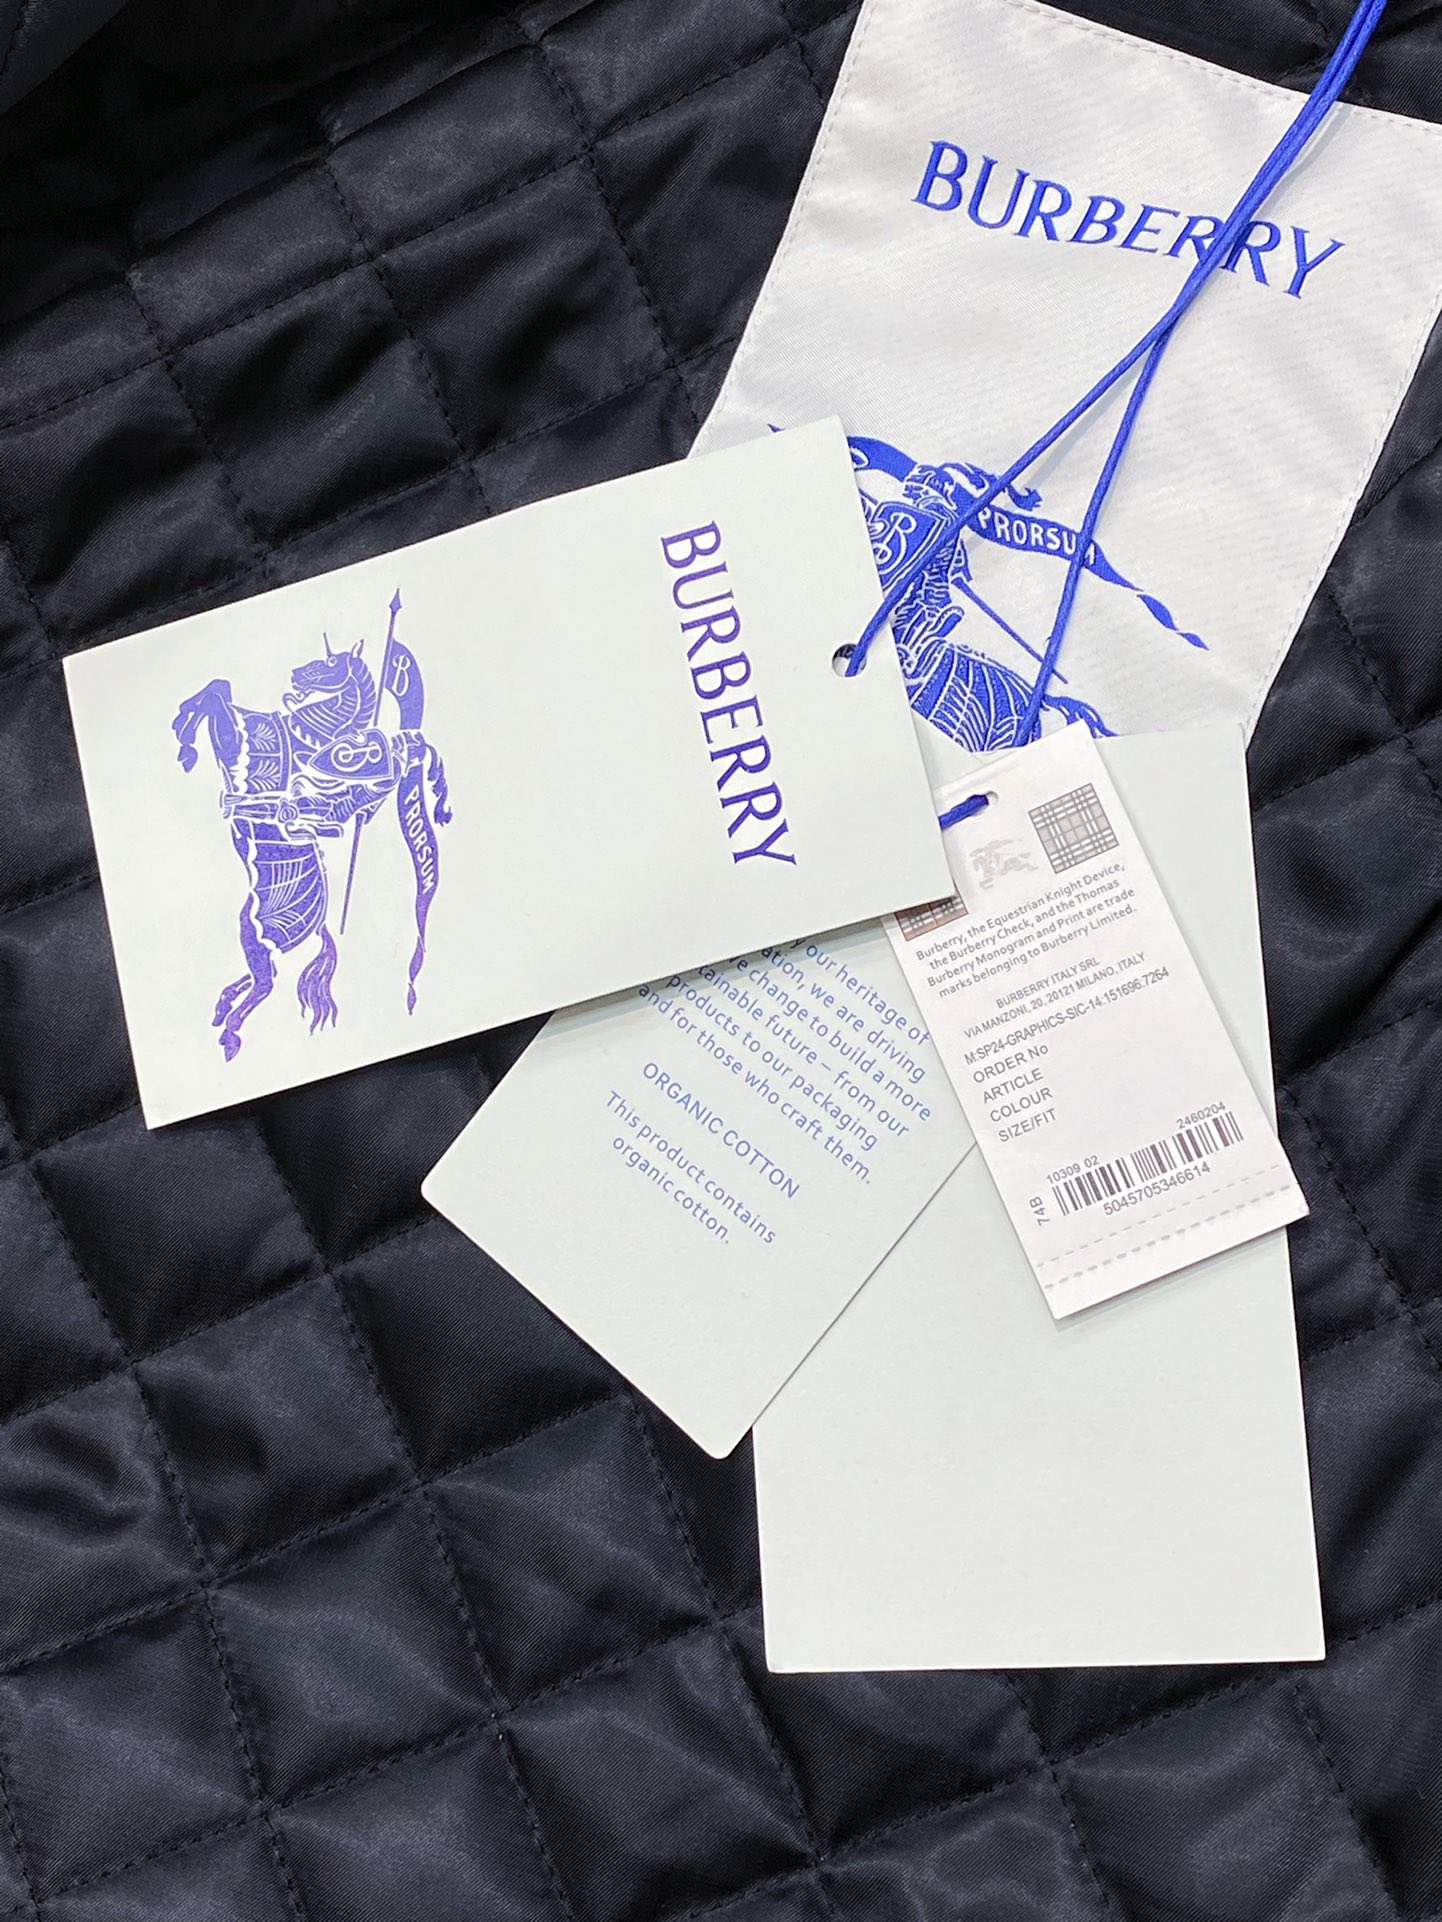 BURBERRY
B
PRORSUM
BURBERRY
B
B
PRORSUM
Burberry, the Equestrian Knight Device,
the Burberry Check, and the Thomas
Burberry Monogram and Print are trade
marks belonging to Burberry Limited.
BURBERRY ITALY SRL
VIA MANZONI, 20, 20121 MILANO, ITALY
M:SP24-GRAPHICS-SIC-14:151696:7264
ORDER No
ARTICLE
COLOUR
SIZE/FIT
2460204
10309 02
74B
5045705346614
our heritage of
we are driving
change to build a more
future – from our
products to our packaging
and for those who craft them.
ORGANIC COTTON
This product contains
organic cotton.